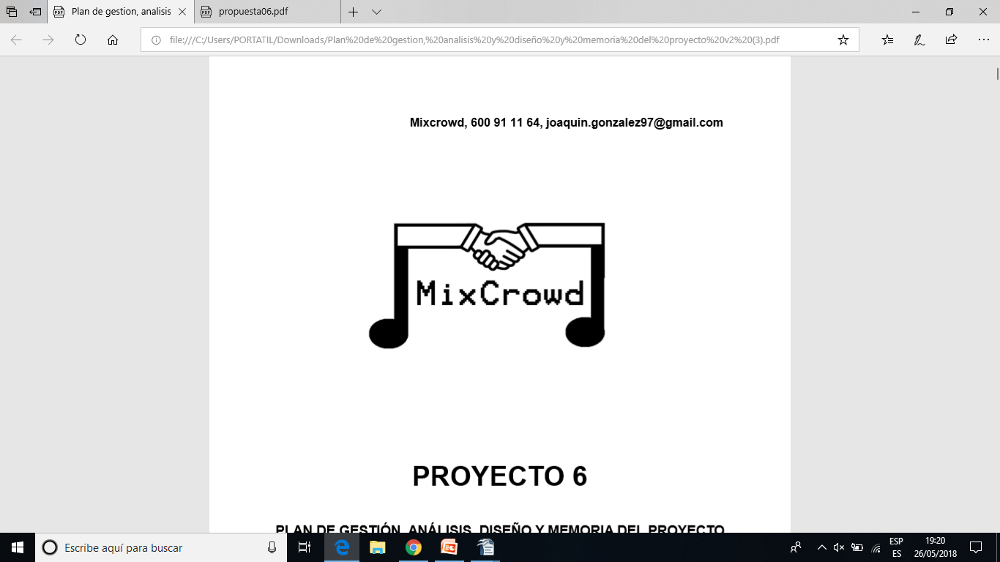 Plan de gestion, analisis
propuesta06.pdf
file:///C:/Users/PORTATIL/Downloads/Plan%20de%20gestion,%20analisis%20y%20diseño%20y%20memoria%20del%20proyecto%20v2%20(3).pdf
Mixcrowd, 600 91 11 64, joaquin.gonzalez97@gmail.com
MixCrowd
PROYECTO 6
PLAN DE GESTIÓN, ANÁLISIS, DISEÑO Y MEMORIA DEL PROYECTO
Escribe aquí para buscar
ESP
ES
19:20
26/05/2018